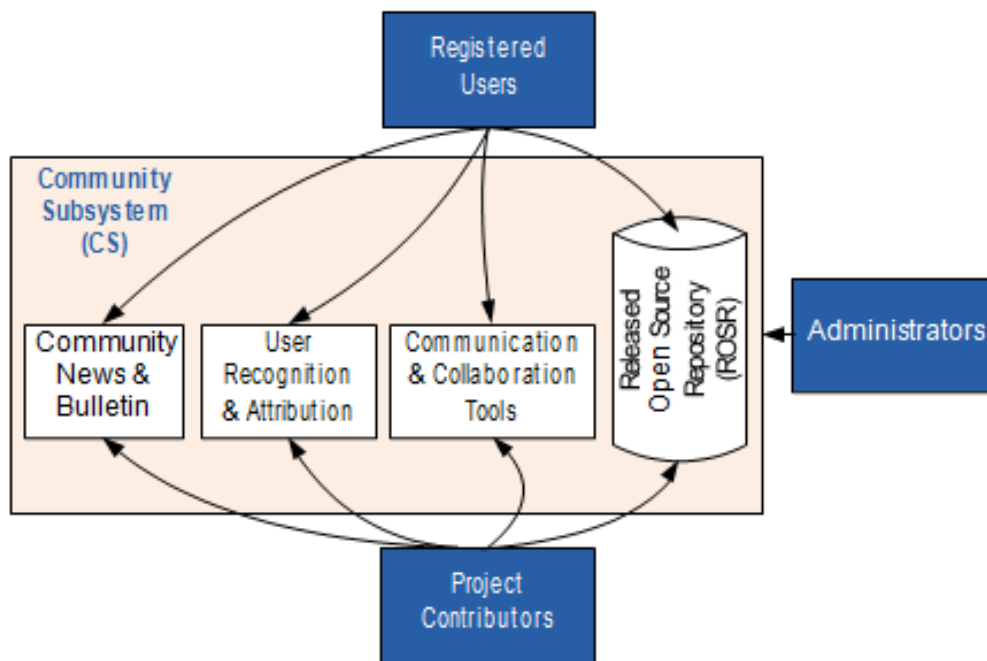 Registered
Users
Community
Subsystem
(CS)
Community
News &
Bulletin
User
Recognition
& Attribution
Communication
& Collaboration
Tools
Released
Open Source
Repository
(ROSR)
Administrators
Project
Contributors